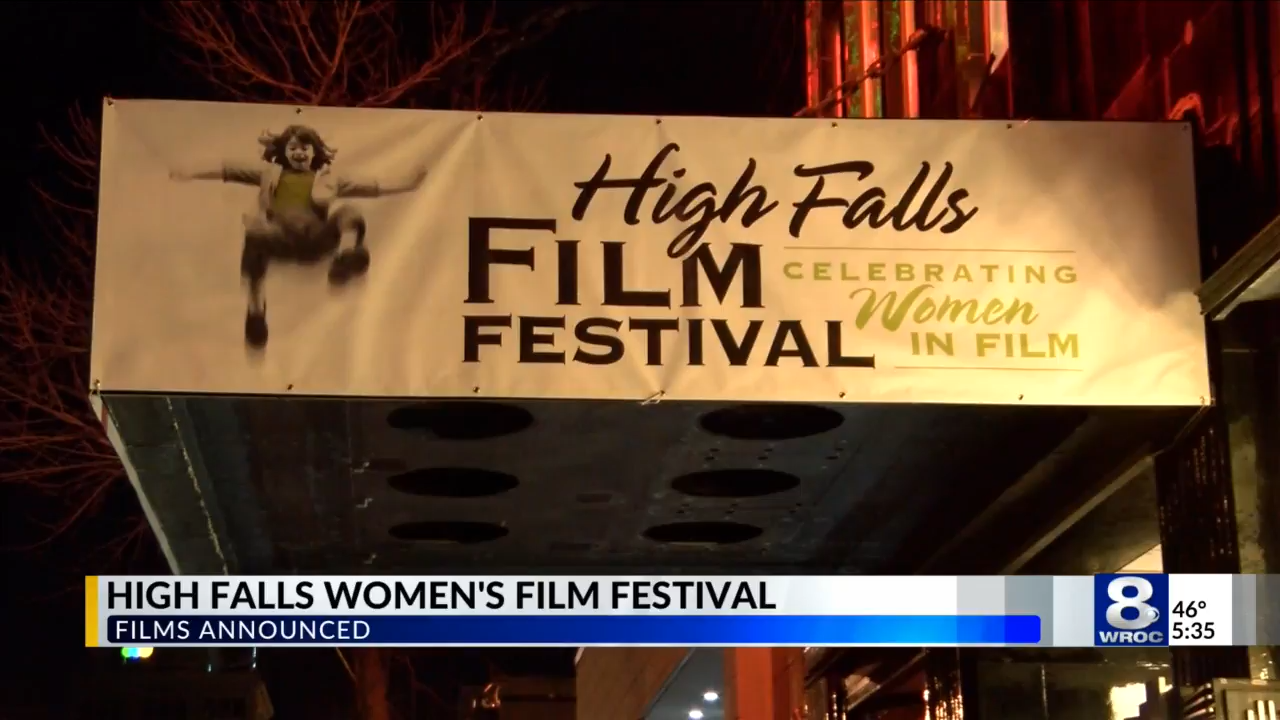 High Falls
FILM
FESTIVAL
CELEBRATING
Women
IN FILM
HIGH FALLS WOMEN'S FILM FESTIVAL
FILMS ANNOUNCED
8
WROC
46°
5:35